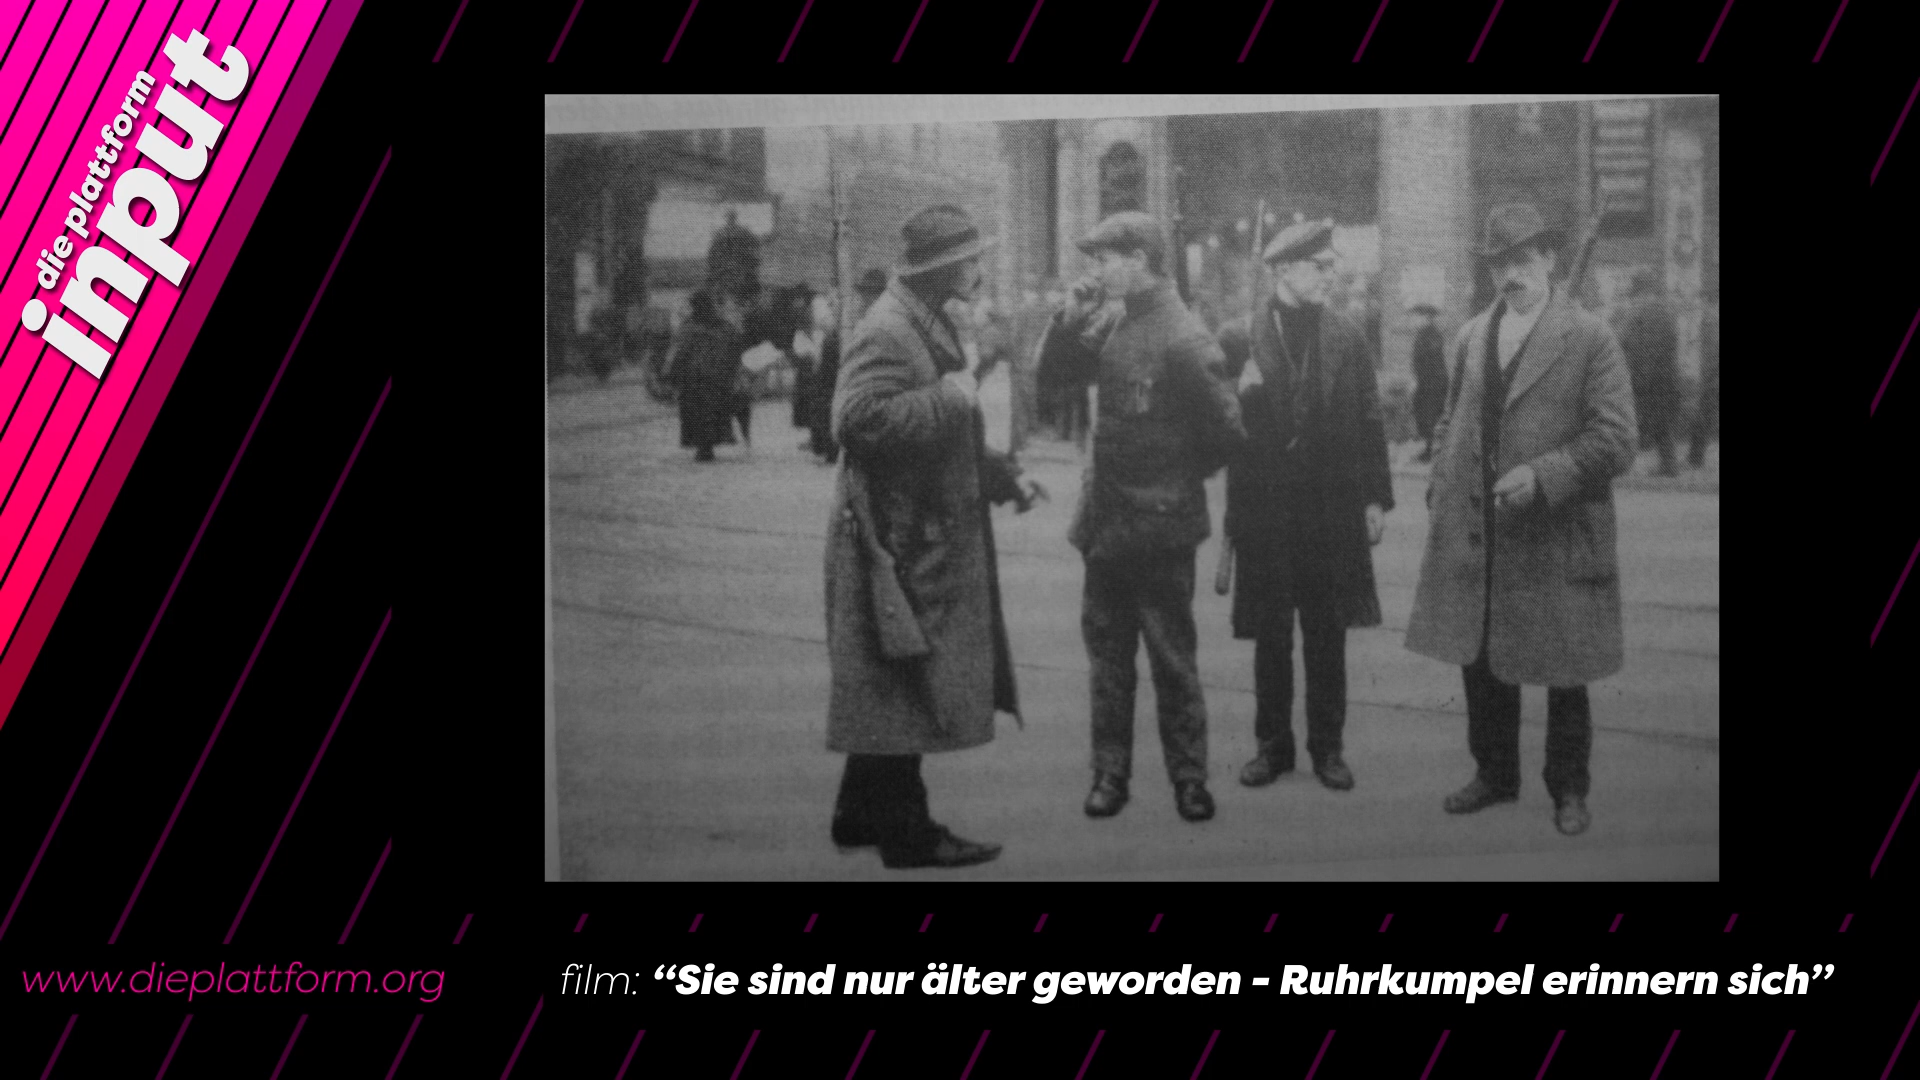 die plattform
input
www.dieplattform.org
film: “Sie sind nur älter geworden - Ruhrkumpel erinnern sich”